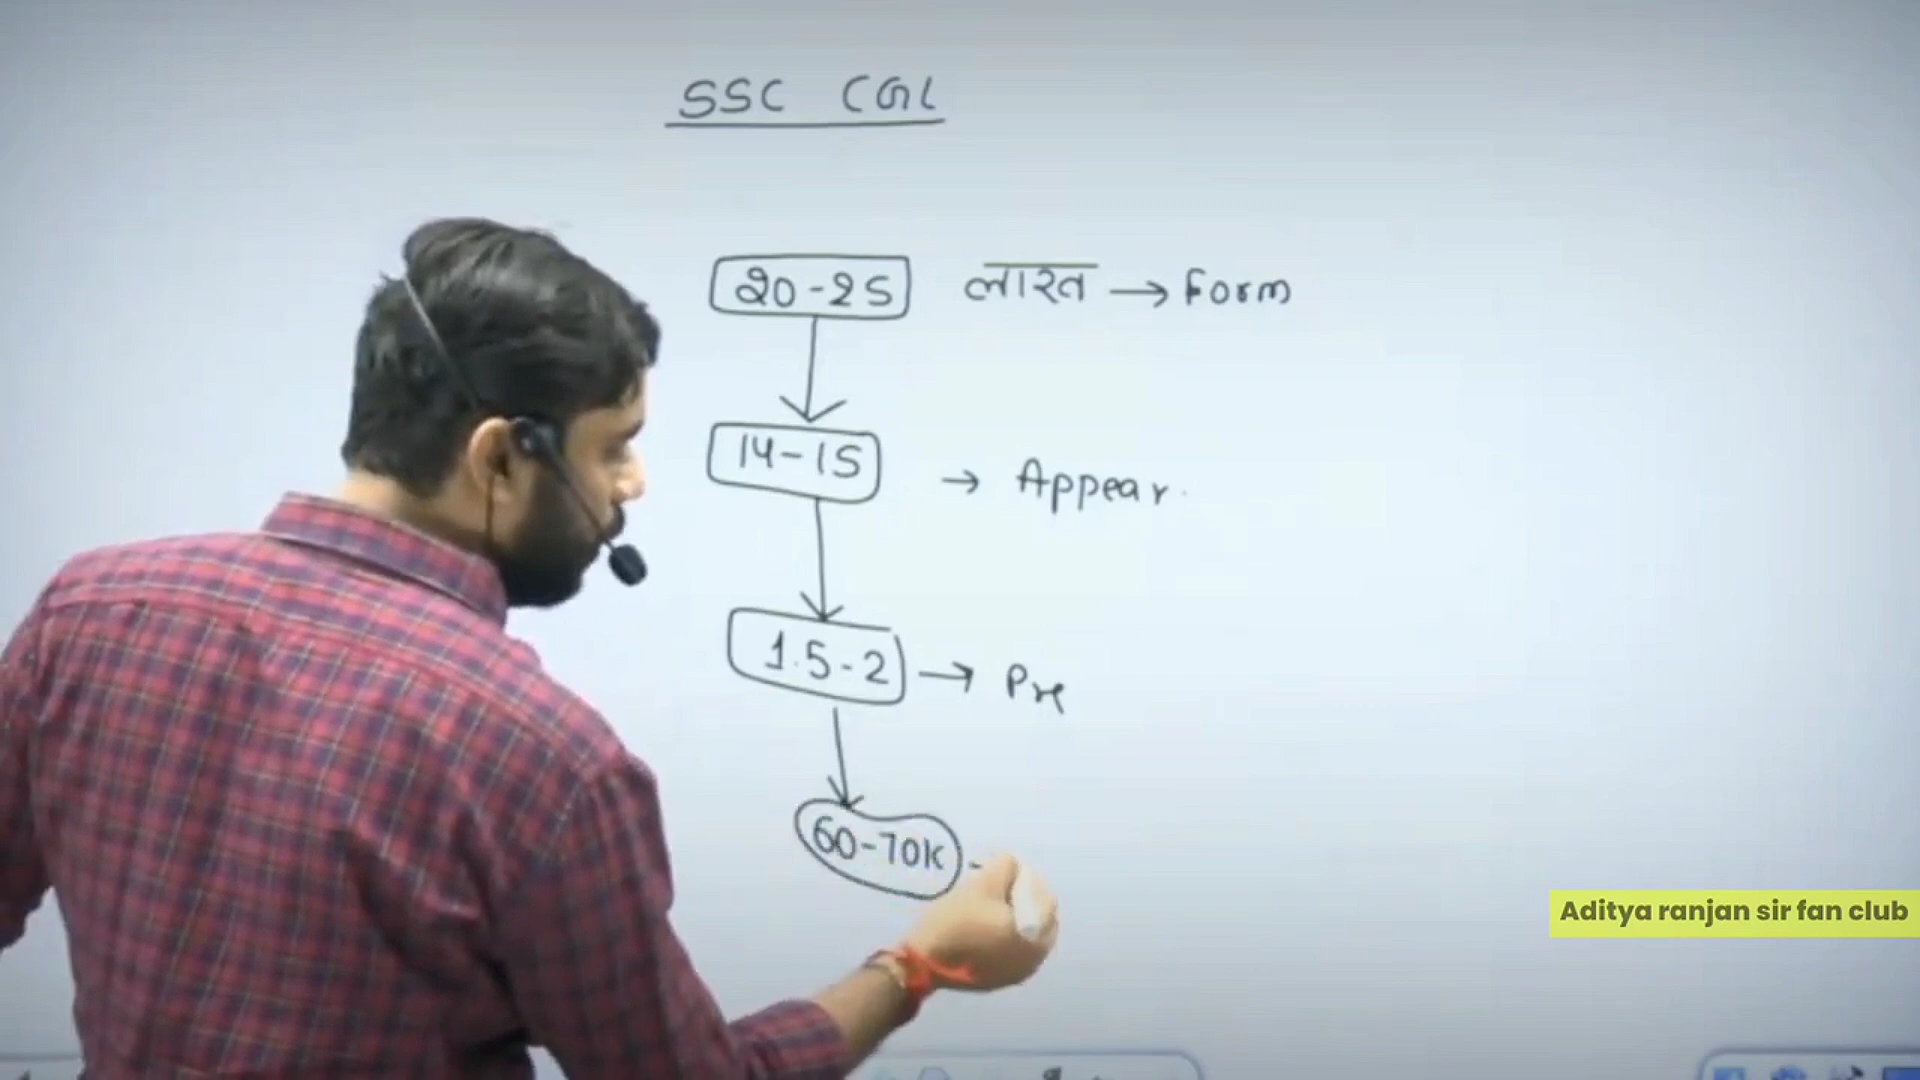 SSC CGL
20-25 लाख → Form
14-15 → Appear.
1.5-2 → Pre
60-70K -
Aditya ranjan sir fan club